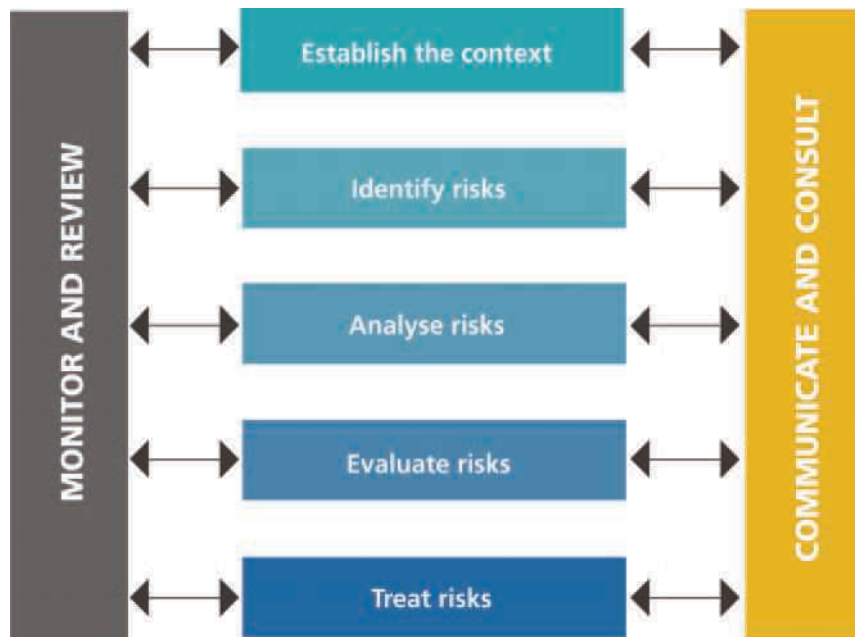 MONITOR AND REVIEW
Establish the context
Identify risks
Analyse risks
Evaluate risks
Treat risks
COMMUNICATE AND CONSULT